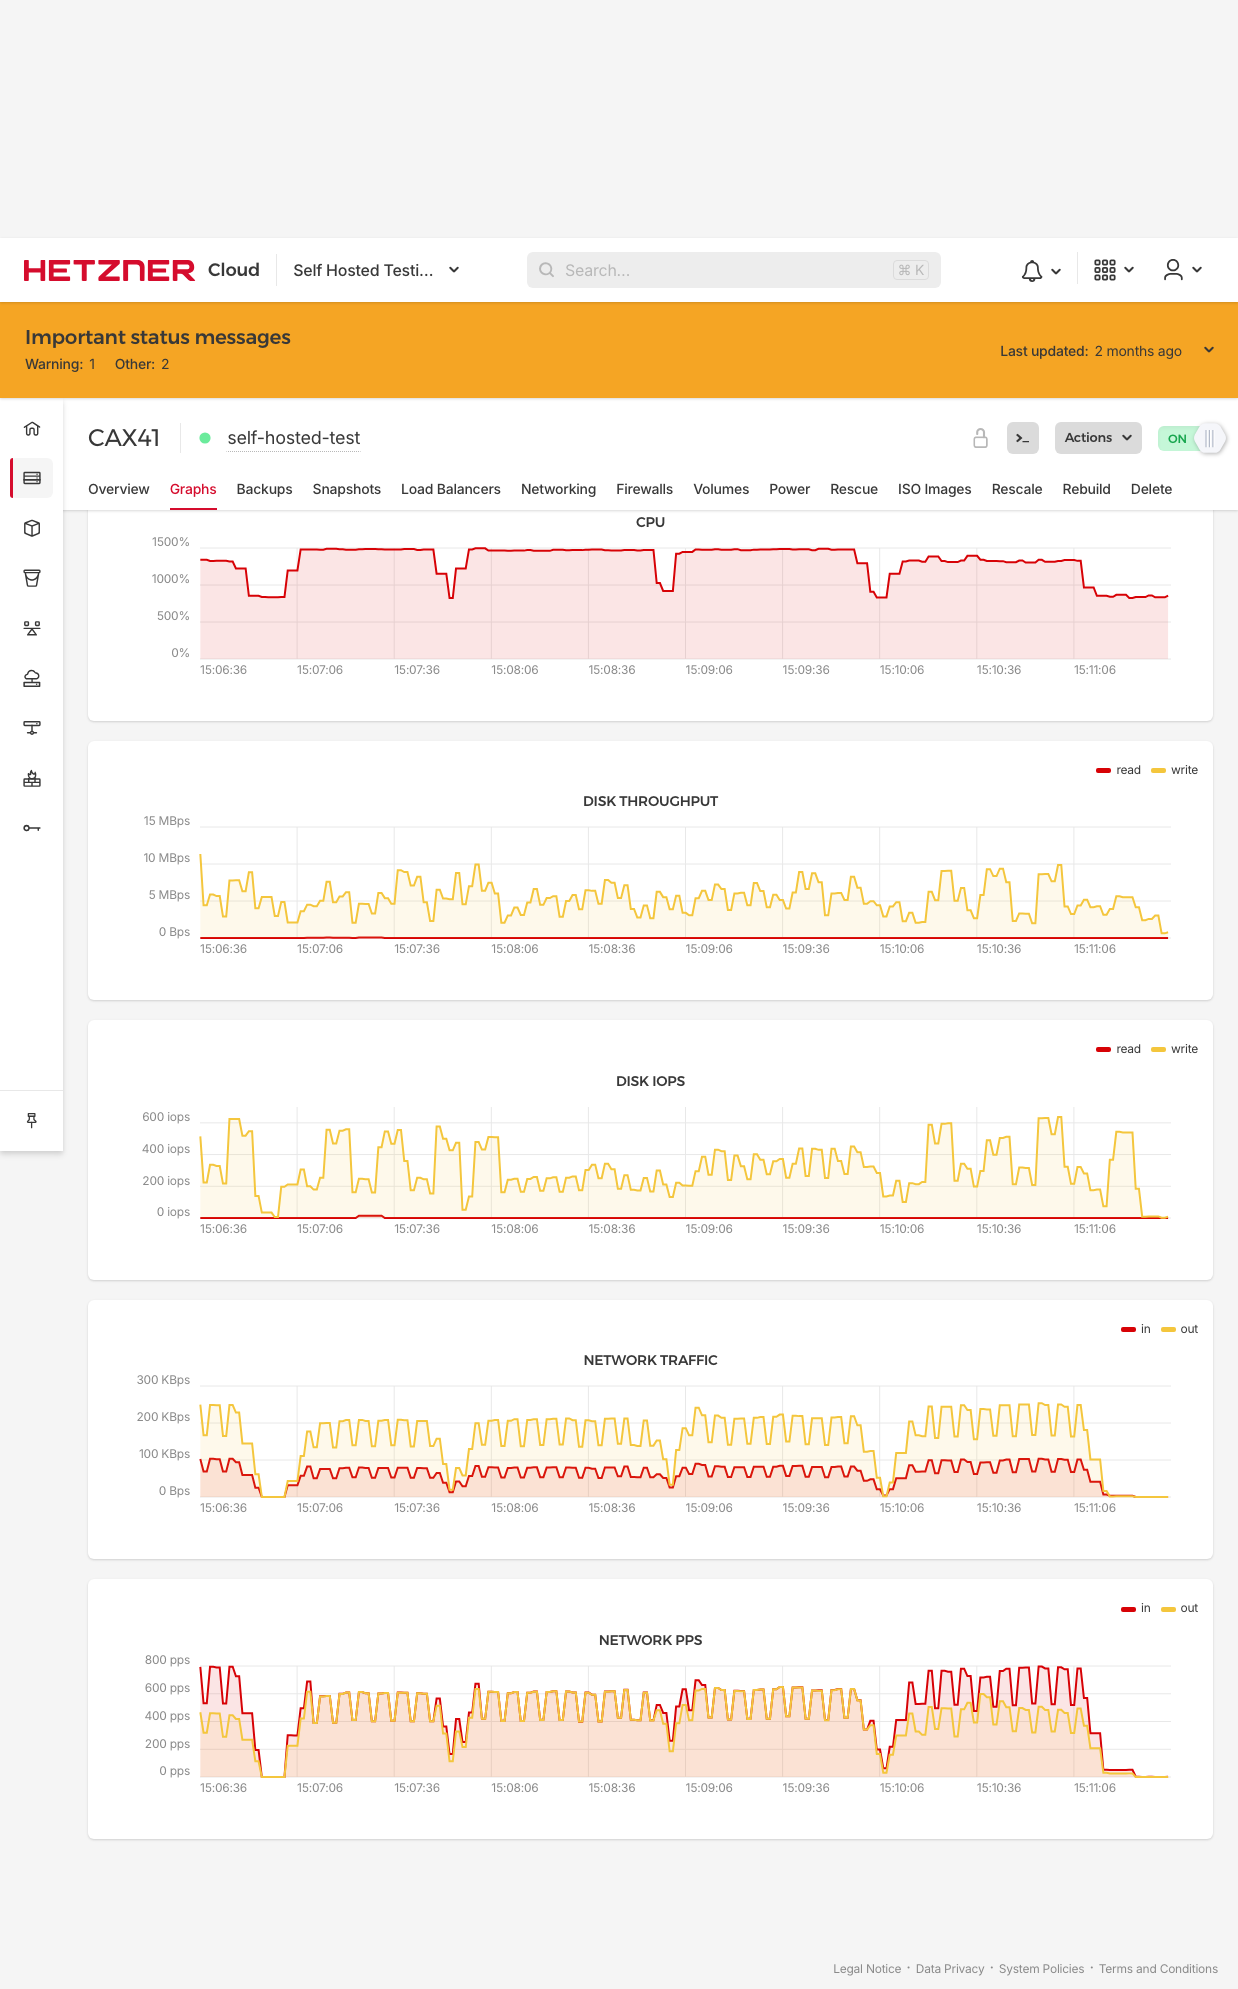 HETZNER Cloud Self Hosted Testi... Search... ⌘ K
Important status messages
Warning: 1 Other: 2
Last updated: 2 months ago
CAX41 self-hosted-test Actions ON
Overview Graphs Backups Snapshots Load Balancers Networking Firewalls Volumes Power Rescue ISO Images Rescale Rebuild Delete
CPU
1500%
1000%
500%
0%
15:06:36 15:07:06 15:07:36 15:08:06 15:08:36 15:09:06 15:09:36 15:10:06 15:10:36 15:11:06
read write
DISK THROUGHPUT
15 MBps
10 MBps
5 MBps
0 Bps
15:06:36 15:07:06 15:07:36 15:08:06 15:08:36 15:09:06 15:09:36 15:10:06 15:10:36 15:11:06
read write
DISK IOPS
600 iops
400 iops
200 iops
0 iops
15:06:36 15:07:06 15:07:36 15:08:06 15:08:36 15:09:06 15:09:36 15:10:06 15:10:36 15:11:06
in out
NETWORK TRAFFIC
300 KBps
200 KBps
100 KBps
0 Bps
15:06:36 15:07:06 15:07:36 15:08:06 15:08:36 15:09:06 15:09:36 15:10:06 15:10:36 15:11:06
in out
NETWORK PPS
800 pps
600 pps
400 pps
200 pps
0 pps
15:06:36 15:07:06 15:07:36 15:08:06 15:08:36 15:09:06 15:09:36 15:10:06 15:10:36 15:11:06
Legal Notice · Data Privacy · System Policies · Terms and Conditions